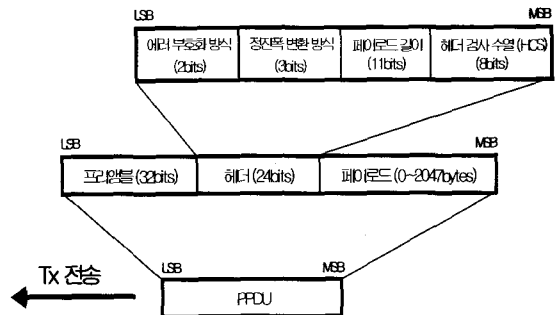 LSB MSB
에러 부호화 방식 정진폭 변환 방식 페이로드 길이 헤더 검사 수열(HCS)
(2bits) (3bits) (11bits) (8bits)
LSB MSB
프리앰블(32bits) 헤더(24bits) 페이로드(0~2047bytes)
LSB MSB
Tx 전송
PPDU